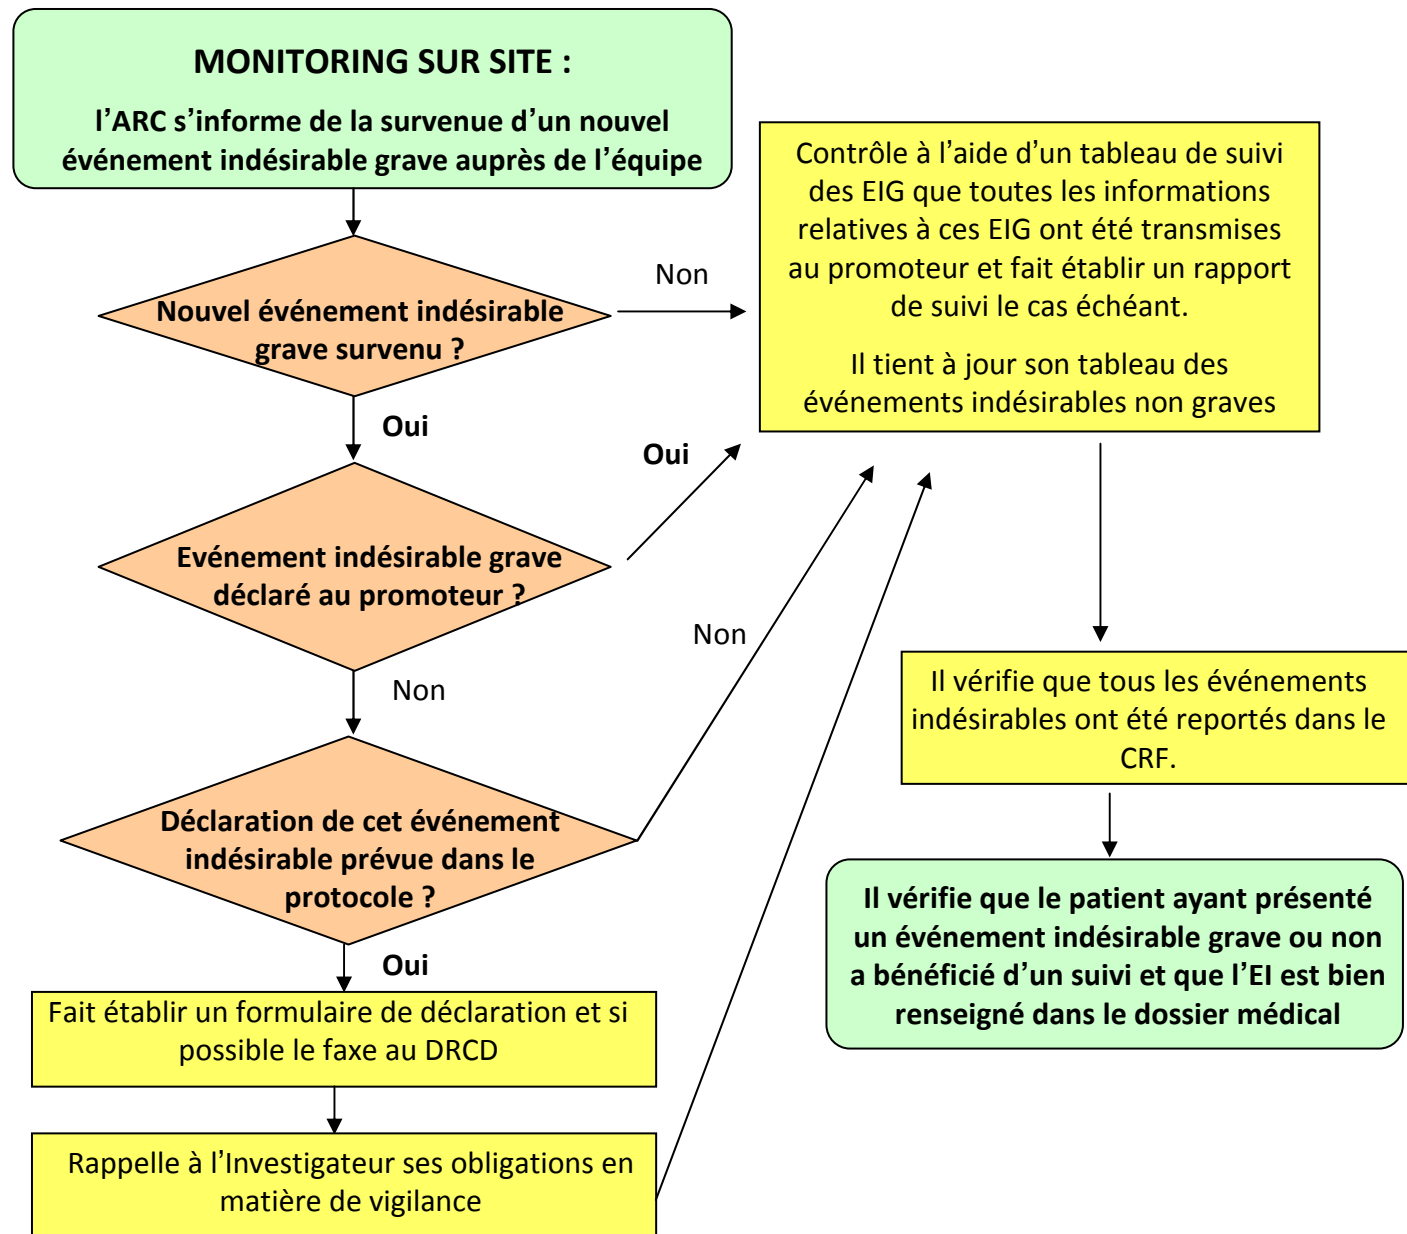 MONITORING SUR SITE :
l’ARC s’informe de la survenue d’un nouvel
événement indésirable grave auprès de l’équipe
Nouvel événement indésirable
grave survenu ?
Non
Oui
Evénement indésirable grave
déclaré au promoteur ?
Oui
Non
Déclaration de cet événement
indésirable prévue dans le
protocole ?
Non
Oui
Fait établir un formulaire de déclaration et si
possible le faxe au DRCD
Rappelle à l’Investigateur ses obligations en
matière de vigilance
Contrôle à l’aide d’un tableau de suivi
des EIG que toutes les informations
relatives à ces EIG ont été transmises
au promoteur et fait établir un rapport
de suivi le cas échéant.
Il tient à jour son tableau des
événements indésirables non graves
Il vérifie que tous les événements
indésirables ont été reportés dans le
CRF.
Il vérifie que le patient ayant présenté
un événement indésirable grave ou non
a bénéficié d’un suivi et que l’EI est bien
renseigné dans le dossier médical